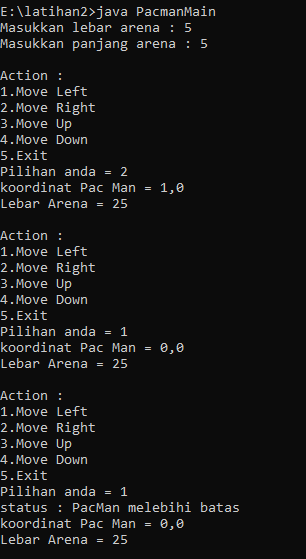 E:\latihan2>java PacmanMain
Masukkan lebar arena : 5
Masukkan panjang arena : 5
Action :
1.Move Left
2.Move Right
3.Move Up
4.Move Down
5.Exit
Pilihan anda = 2
koordinat Pac Man = 1,0
Lebar Arena = 25
Action :
1.Move Left
2.Move Right
3.Move Up
4.Move Down
5.Exit
Pilihan anda = 1
koordinat Pac Man = 0,0
Lebar Arena = 25
Action :
1.Move Left
2.Move Right
3.Move Up
4.Move Down
5.Exit
Pilihan anda = 1
status : PacMan melebihi batas
koordinat Pac Man = 0,0
Lebar Arena = 25